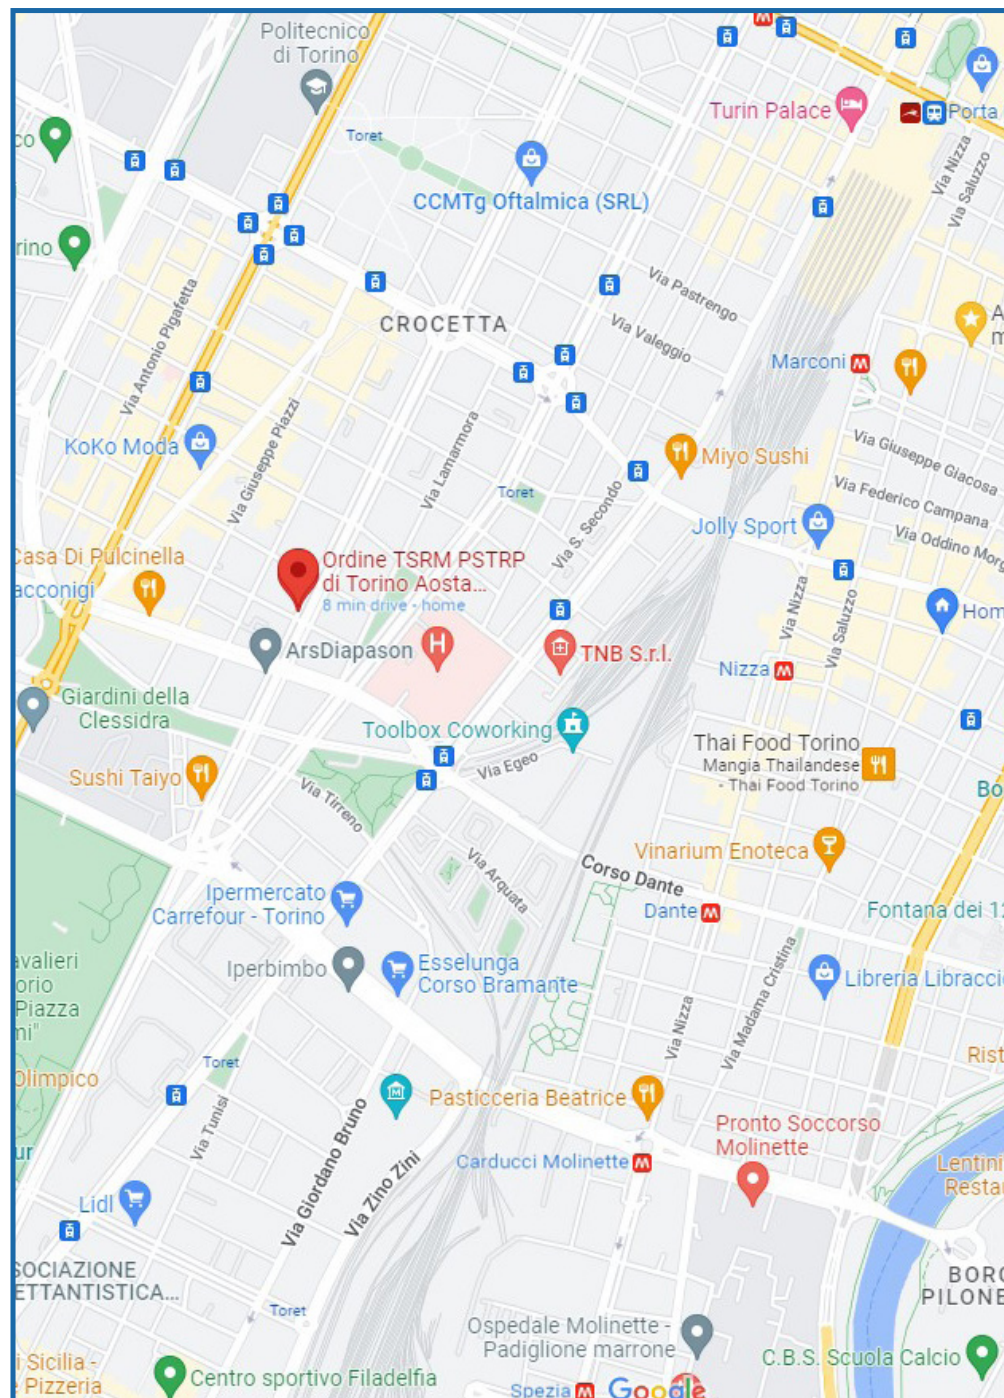 Politecnico
di Torino
Turin Palace
Porta
Toret
co
Via Nizza
Via Saluzzo
CCMTg Oftalmica (SRL)
rino
Via Pastrengo
Via Antonio Pigafetta
CROCETTA
Via Valeggio
A
m
Marconi
KoKo Moda
Via Giuseppe Piazzi
Via Lamarmora
Miyo Sushi
Via Giuseppe Giacosa
Toret
Via S. Secondo
Via Federico Campana
Jolly Sport
Via Oddino Morg
Casa Di Pulcinella
acconigi
Ordine TSRM PSTRP
di Torino Aosta...
8 min drive - home
Via Nizza
Via Saluzzo
Hom
ArsDiapason
H
TNB S.r.l.
Nizza
Giardini della
Clessidra
Toolbox Coworking
Thai Food Torino
Mangia Thailandese
- Thai Food Torino
Via Egeo
Sushi Taiyo
Via Tirreno
Bo
Vinarium Enoteca
Via Arquata
Corso Dante
Ipermercato
Carrefour - Torino
Dante
Fontana dei 12
avalieri
orio
Piazza
mi"
Iperbimbo
Esselunga
Corso Bramante
Via Madama Cristina
Libreria Libraccio
Via Nizza
Toret
Rist
Olimpico
Pasticceria Beatrice
Via Tunisi
Via Giordano Bruno
Pronto Soccorso
Molinette
ur
Carducci Molinette
Lentini
Resta
Via Zino Zini
Lidl
SOCIAZIONE
ETTANTISTICA...
BORG
PILONE
Toret
Ospedale Molinette -
Padiglione marrone
i Sicilia -
e Pizzeria
Centro sportivo Filadelfia
C.B.S. Scuola Calcio
Spezia
Google